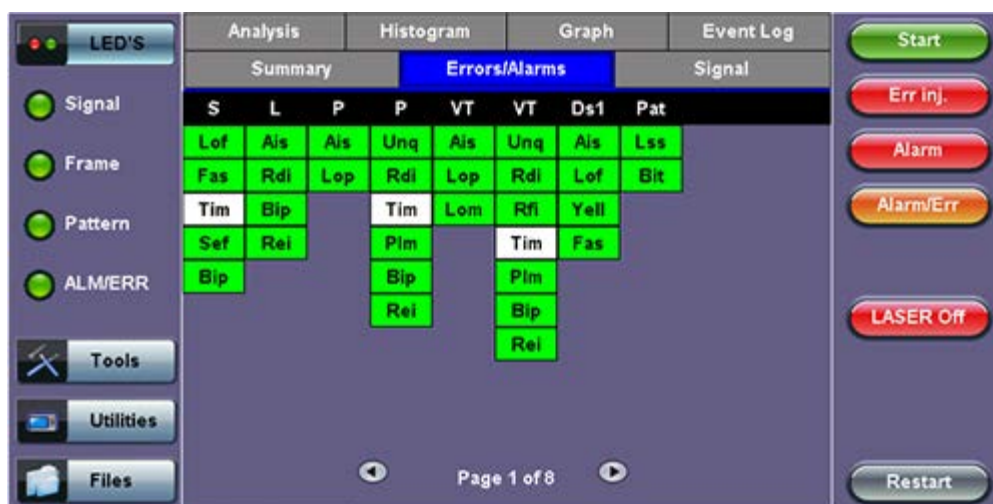 LED'S
Signal
Frame
Pattern
ALM/ERR
Tools
Utilities
Files
Analysis Histogram Graph Event Log
Summary Errors/Alarms Signal
S L P P VT VT Ds1 Pat
Lof Ais Ais Unq Ais Unq Ais Lss
Fas Rdi Lop Rdi Lop Rdi Lof Bit
Tim Bip Tim Lom Rfi Yell
Sef Rei Plm Tim Fas
Bip Bip Plm
Rei Bip
Rei
Page 1 of 8
Start
Err inj.
Alarm
Alarm/Err
LASER Off
Restart